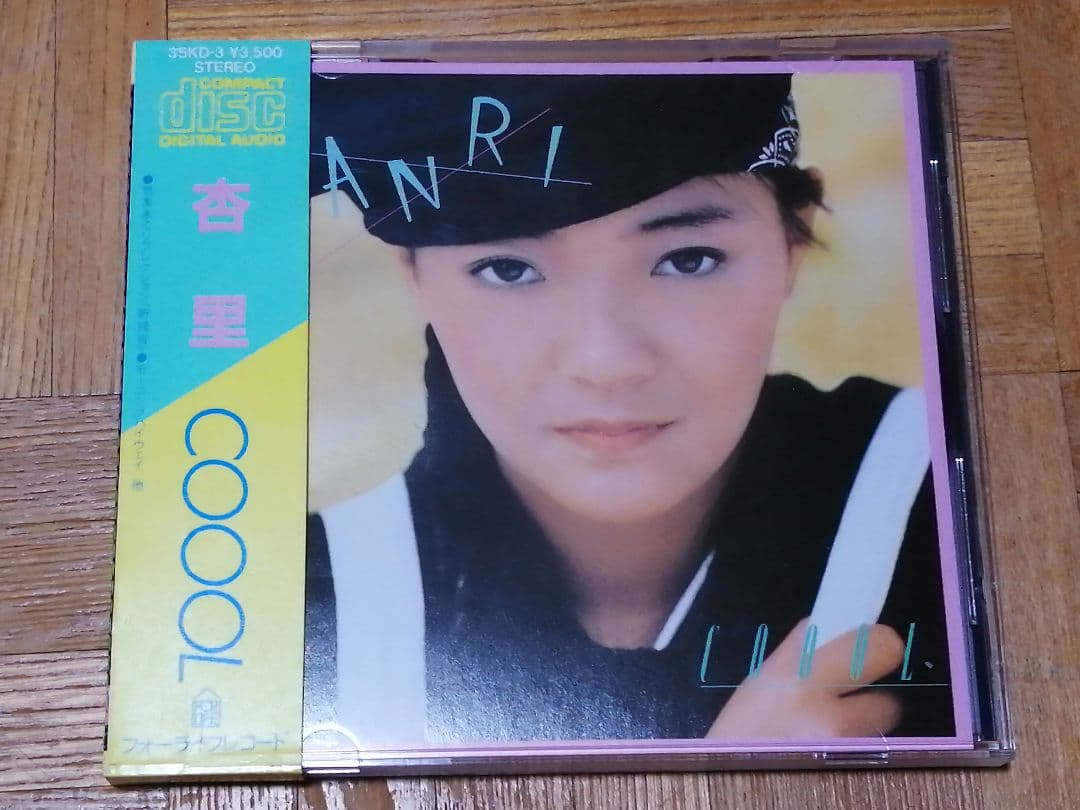 35KD-3 ¥3,500
STEREO
COMPACT
disc
DIGITAL AUDIO
杏里
COOOL
フォーライフレコード
ANRI
COOOL